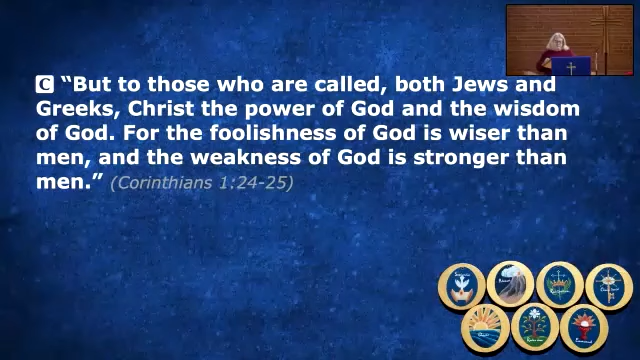 C “But to those who are called, both Jews and
Greeks, Christ the power of God and the wisdom
of God. For the foolishness of God is wiser than
men, and the weakness of God is stronger than
men.” (Corinthians 1:24-25)